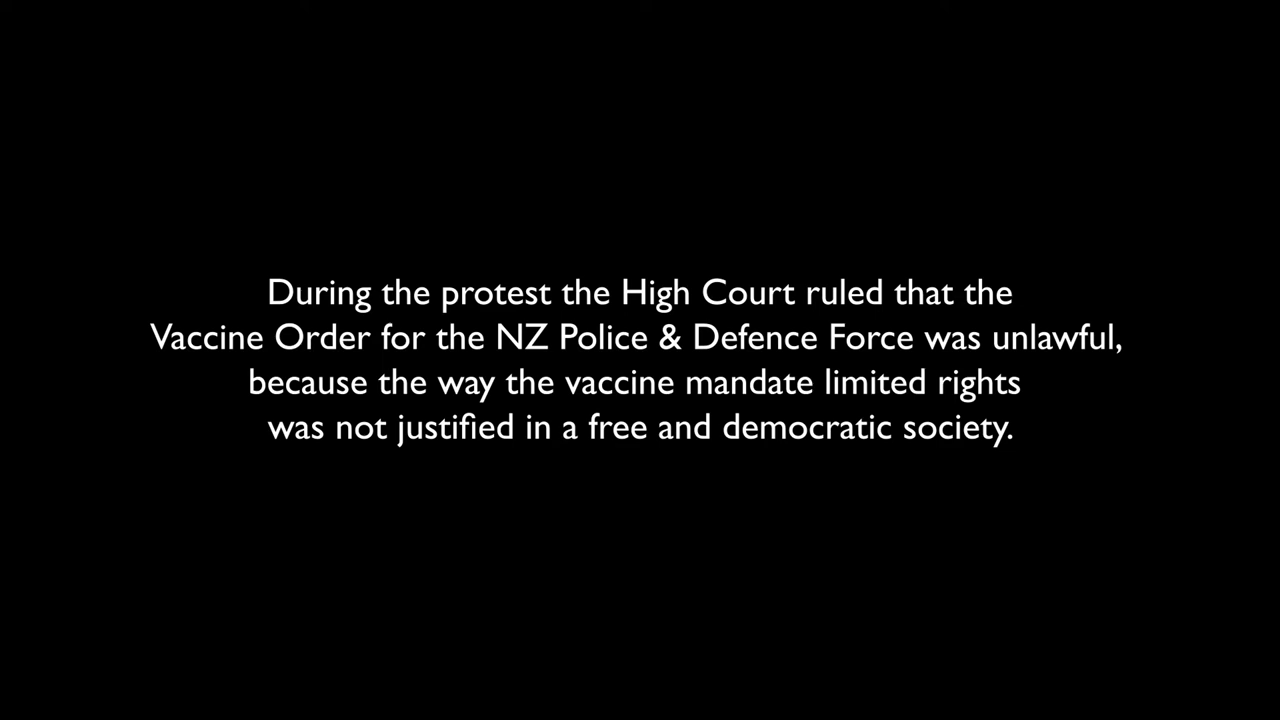 During the protest the High Court ruled that the
Vaccine Order for the NZ Police & Defence Force was unlawful,
because the way the vaccine mandate limited rights
was not justified in a free and democratic society.